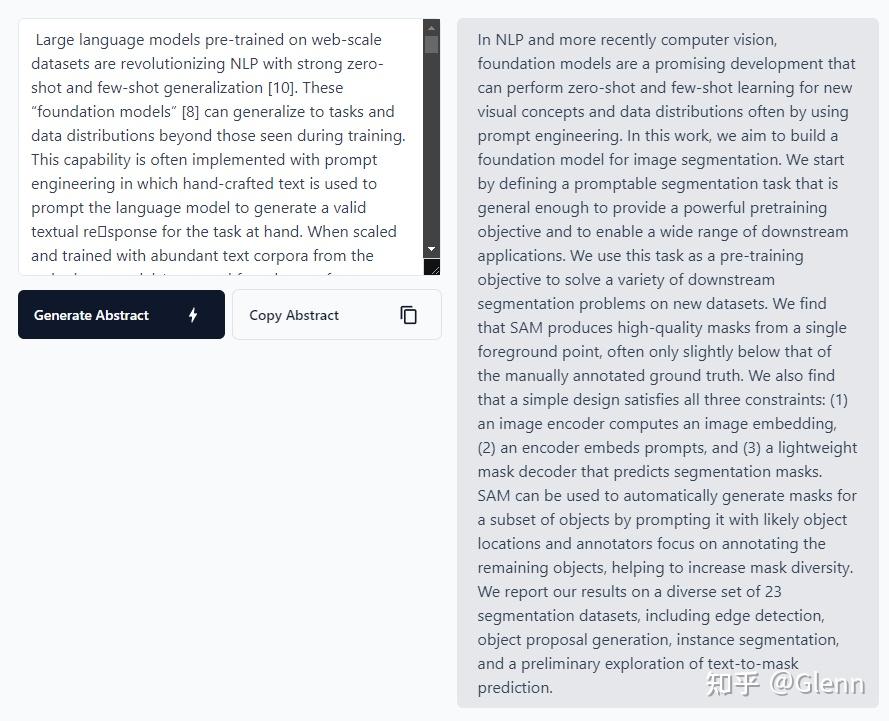 Large language models pre-trained on web-scale
datasets are revolutionizing NLP with strong zero-
shot and few-shot generalization [10]. These
“foundation models” [8] can generalize to tasks and
data distributions beyond those seen during training.
This capability is often implemented with prompt
engineering in which hand-crafted text is used to
prompt the language model to generate a valid
textual re□sponse for the task at hand. When scaled
and trained with abundant text corpora from the
Generate Abstract
Copy Abstract
In NLP and more recently computer vision,
foundation models are a promising development that
can perform zero-shot and few-shot learning for new
visual concepts and data distributions often by using
prompt engineering. In this work, we aim to build a
foundation model for image segmentation. We start
by defining a promptable segmentation task that is
general enough to provide a powerful pretraining
objective and to enable a wide range of downstream
applications. We use this task as a pre-training
objective to solve a variety of downstream
segmentation problems on new datasets. We find
that SAM produces high-quality masks from a single
foreground point, often only slightly below that of
the manually annotated ground truth. We also find
that a simple design satisfies all three constraints: (1)
an image encoder computes an image embedding,
(2) an encoder embeds prompts, and (3) a lightweight
mask decoder that predicts segmentation masks.
SAM can be used to automatically generate masks for
a subset of objects by prompting it with likely object
locations and annotators focus on annotating the
remaining objects, helping to increase mask diversity.
We report our results on a diverse set of 23
segmentation datasets, including edge detection,
object proposal generation, instance segmentation,
and a preliminary exploration of text-to-mask
prediction.
知乎 @Glenn